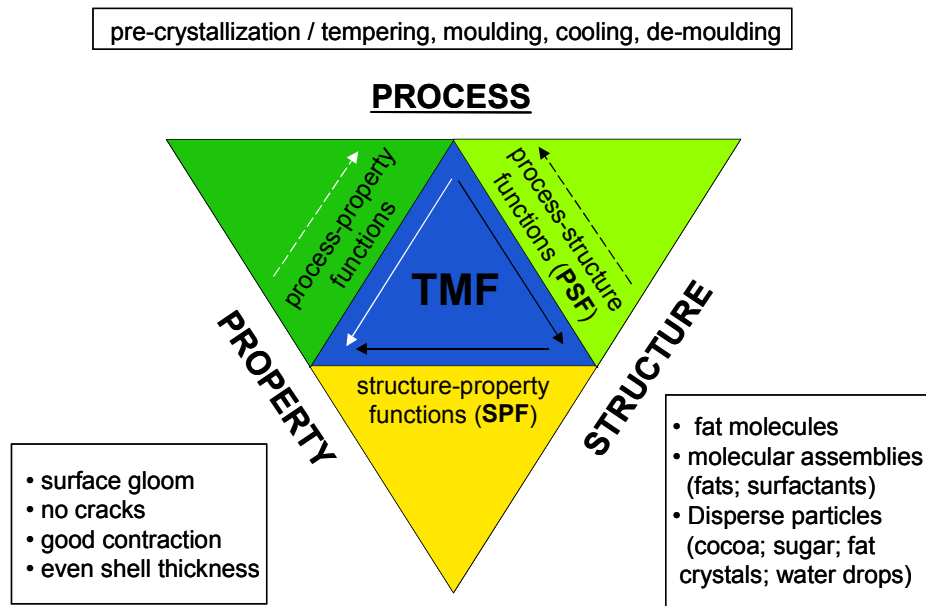 pre-crystallization / tempering, moulding, cooling, de-moulding
PROCESS
process-property
functions
process-structure
functions (PSF)
TMF
PROPERTY
STRUCTURE
structure-property
functions (SPF)
• surface gloom
• no cracks
• good contraction
• even shell thickness
• fat molecules
• molecular assemblies
(fats; surfactants)
• Disperse particles
(cocoa; sugar; fat
crystals; water drops)